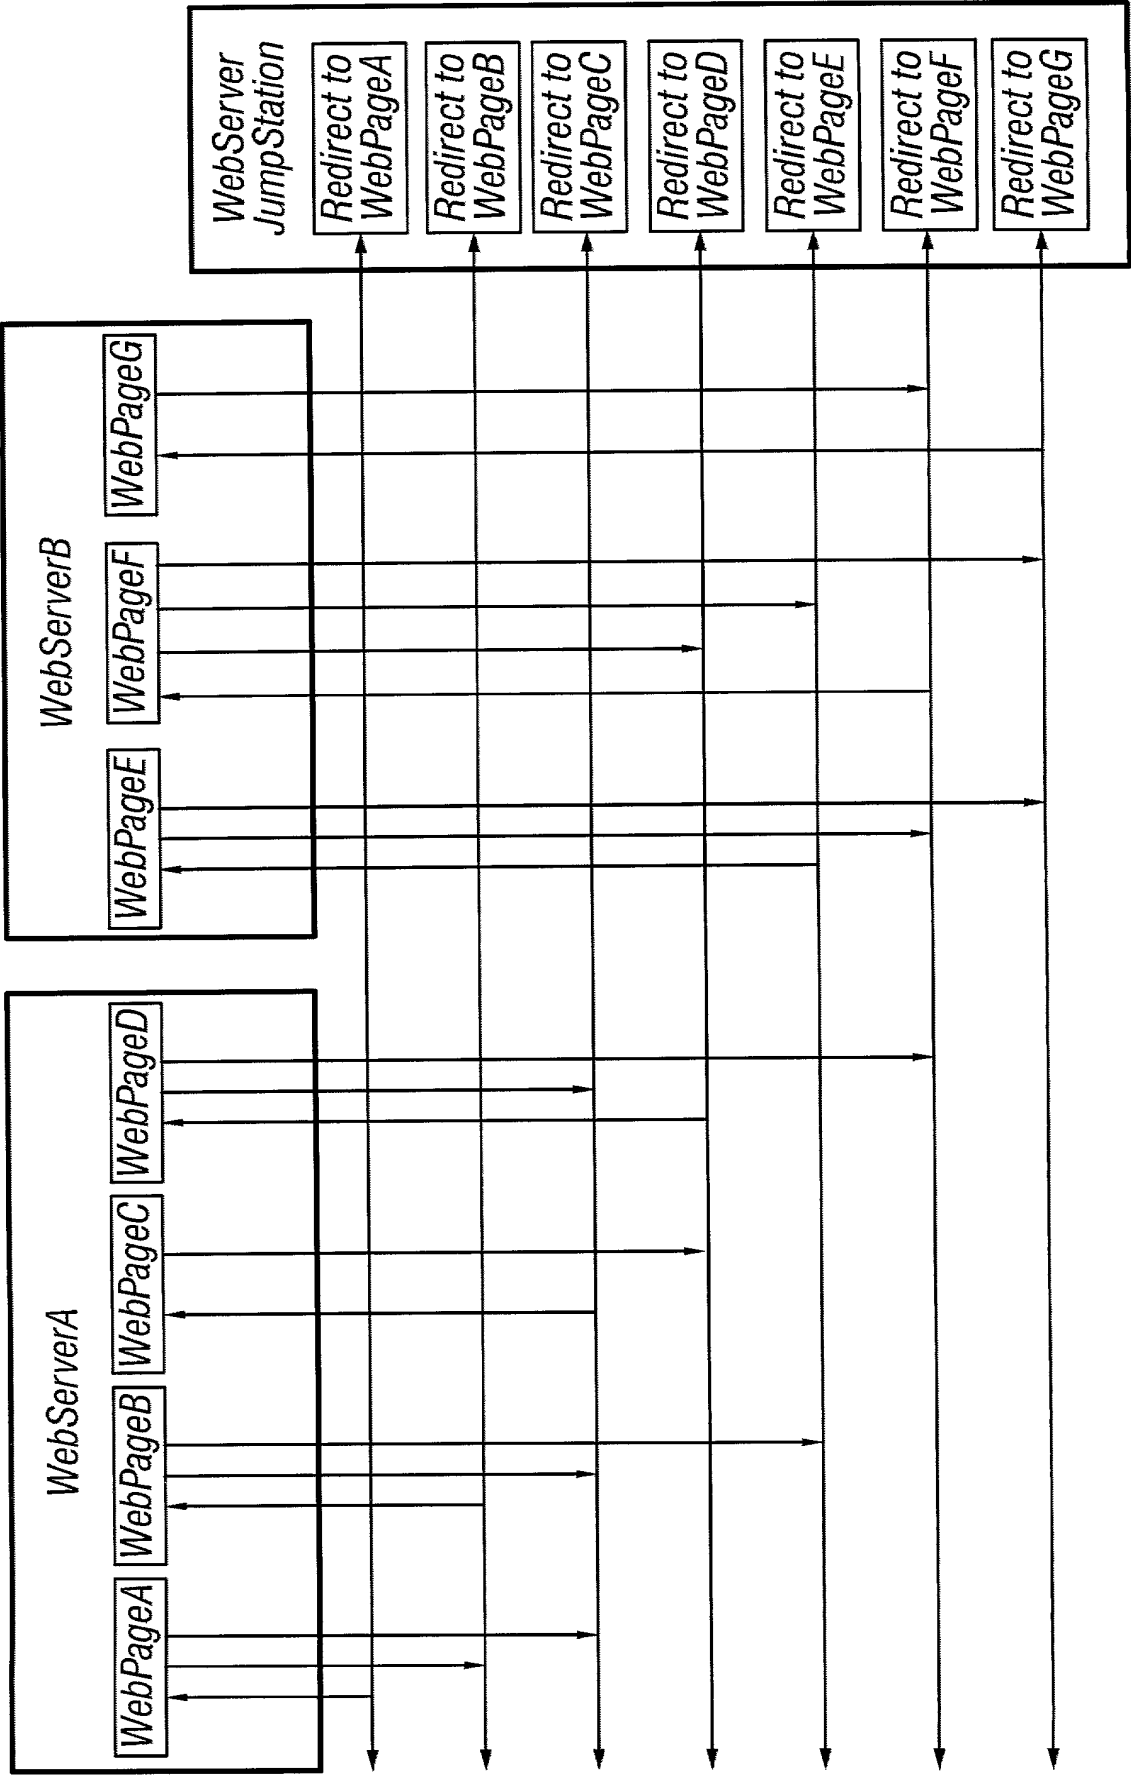 WebServerA
WebPageA
WebPageB
WebPageC
WebPageD
WebServerB
WebPageE
WebPageF
WebPageG
WebServer
JumpStation
Redirect to
WebPageA
Redirect to
WebPageB
Redirect to
WebPageC
Redirect to
WebPageD
Redirect to
WebPageE
Redirect to
WebPageF
Redirect to
WebPageG